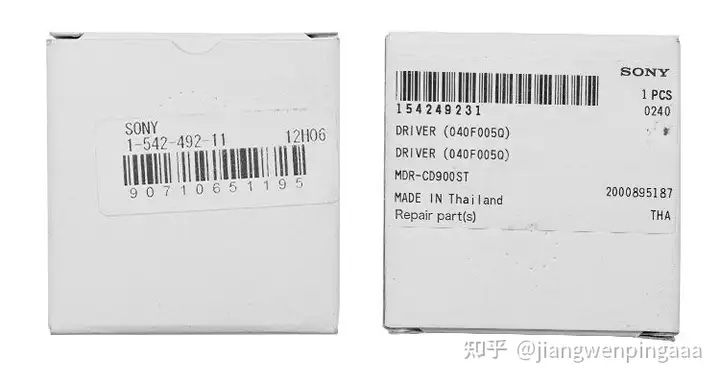 SONY
1-542-492-11 12H06
90710651195
SONY
1 PCS
154249231 0240
DRIVER (040F005Q)
DRIVER (040F005Q)
MDR-CD900ST
MADE IN Thailand 2000895187
Repair part(s) THA
知乎 @jiangwenpingaaa